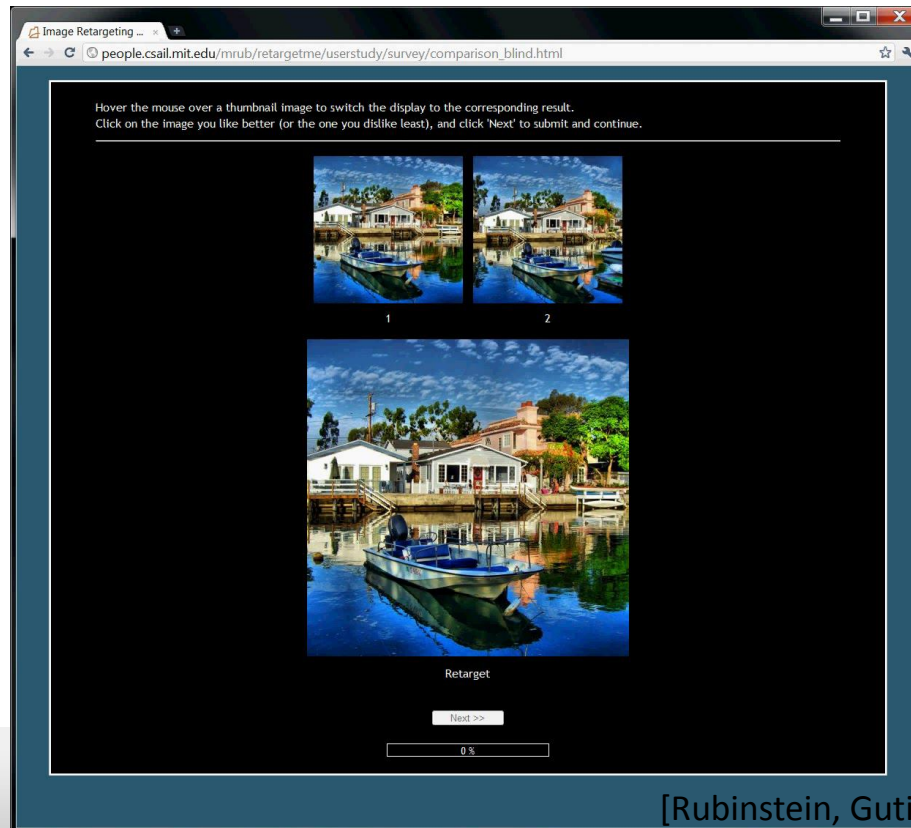 Image Retargeting ...
people.csail.mit.edu/mrub/retargetme/userstudy/survey/comparison_blind.html
Hover the mouse over a thumbnail image to switch the display to the corresponding result.
Click on the image you like better (or the one you dislike least), and click 'Next' to submit and continue.
1 2
Retarget
Next >>
0 %
[Rubinstein, Guti